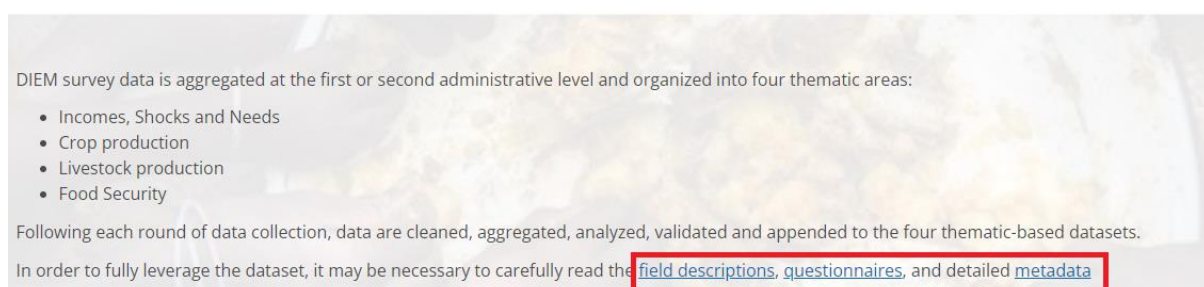 DIEM survey data is aggregated at the first or second administrative level and organized into four thematic areas:
• Incomes, Shocks and Needs
• Crop production
• Livestock production
• Food Security
Following each round of data collection, data are cleaned, aggregated, analyzed, validated and appended to the four thematic-based datasets.
In order to fully leverage the dataset, it may be necessary to carefully read the field descriptions, questionnaires, and detailed metadata